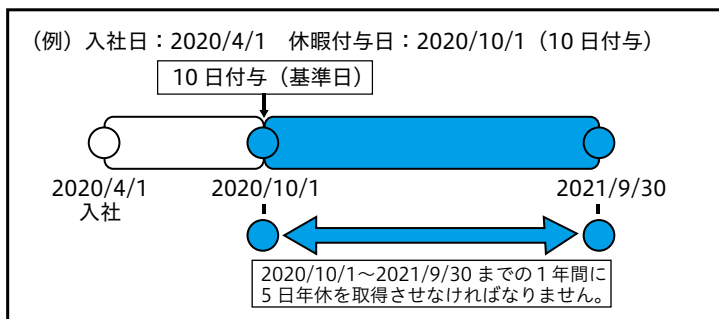 （例）入社日：2020/4/1　休暇付与日：2020/10/1（10 日付与）
10 日付与（基準日）
2020/4/1
入社
2020/10/1
2021/9/30
2020/10/1～2021/9/30 までの 1 年間に
5 日年休を取得させなければなりません。